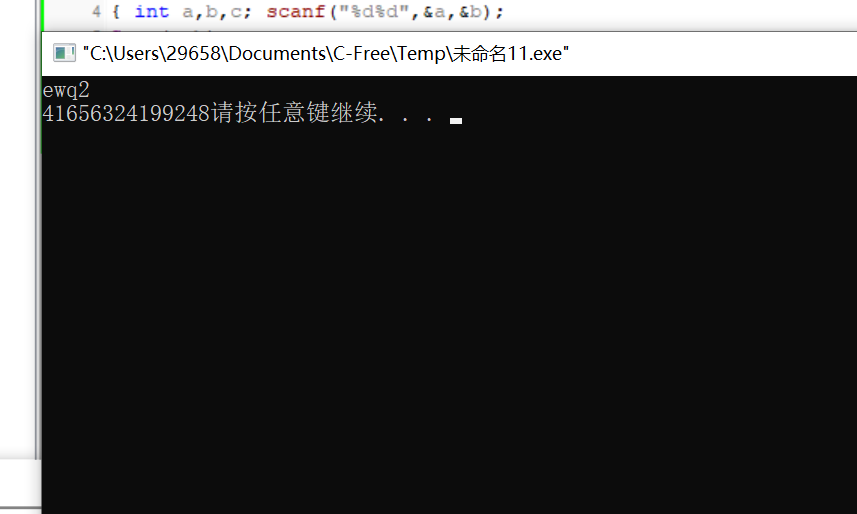 4 { int a,b,c; scanf("%d%d",&a,&b);
"C:\Users\29658\Documents\C-Free\Temp\未命名11.exe"
ewq2
41656324199248请按任意键继续. . .